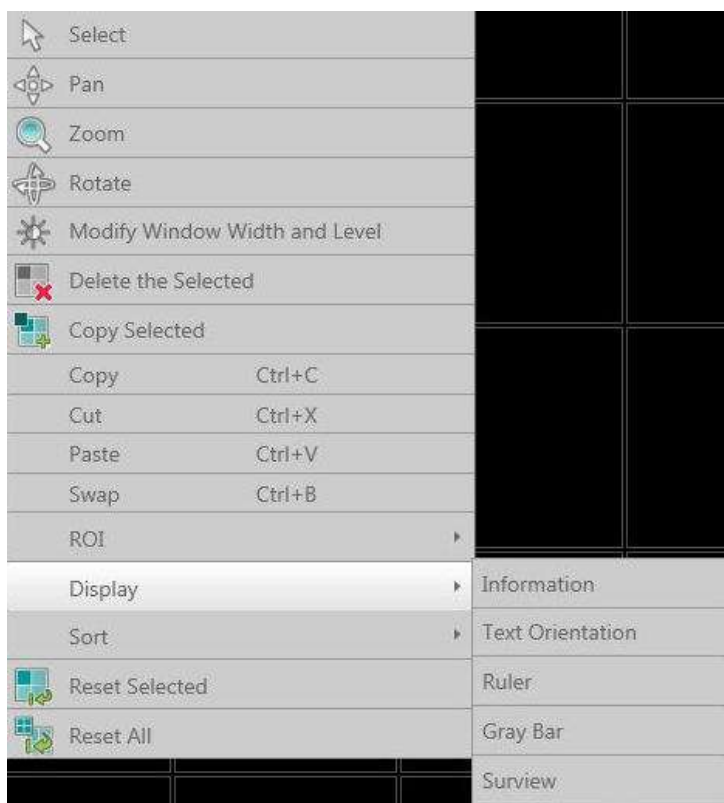 Select
Pan
Zoom
Rotate
Modify Window Width and Level
Delete the Selected
Copy Selected
Copy Ctrl+C
Cut Ctrl+X
Paste Ctrl+V
Swap Ctrl+B
ROI
Display
Sort
Reset Selected
Reset All
Information
Text Orientation
Ruler
Gray Bar
Surview